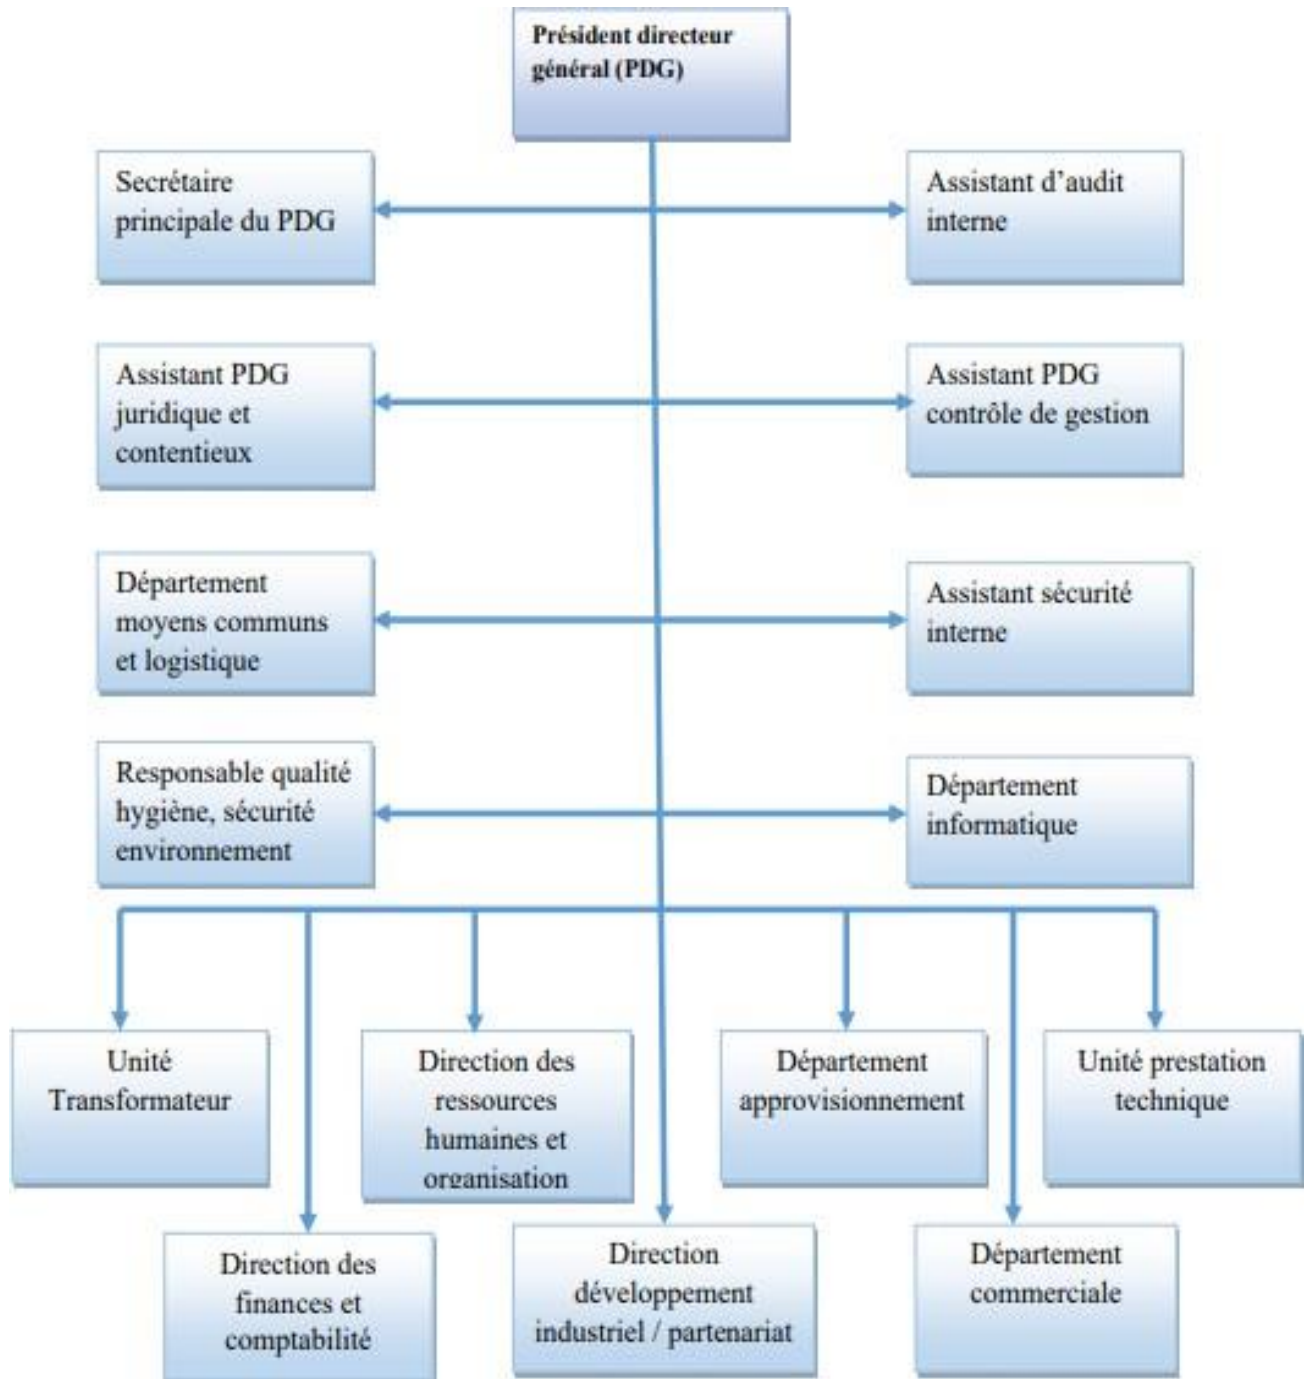 Président directeur
général (PDG)
Secrétaire
principale du PDG
Assistant d’audit
interne
Assistant PDG
juridique et
contentieux
Assistant PDG
contrôle de gestion
Département
moyens communs
et logistique
Assistant sécurité
interne
Responsable qualité
hygiène, sécurité
environnement
Département
informatique
Unité
Transformateur
Direction des
ressources
humaines et
organisation
Département
approvisionnement
Unité prestation
technique
Direction des
finances et
comptabilité
Direction
développement
industriel / partenariat
Département
commerciale